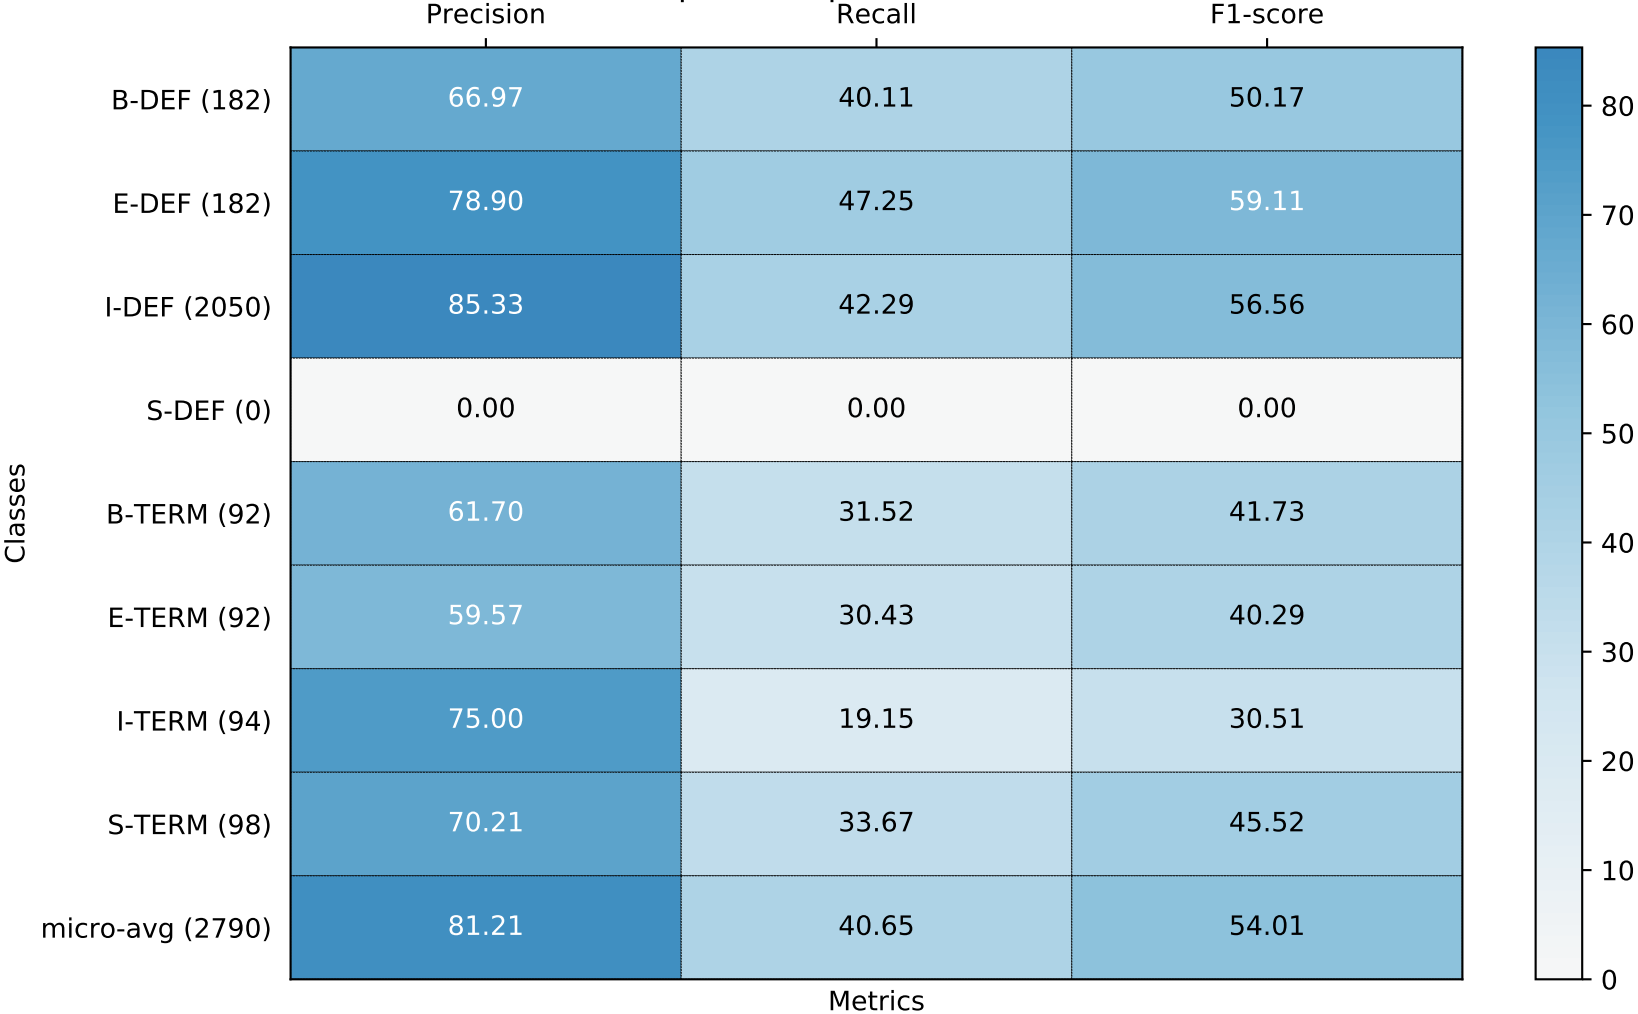 Precision Recall F1-score
B-DEF (182) 66.97 40.11 50.17
E-DEF (182) 78.90 47.25 59.11
I-DEF (2050) 85.33 42.29 56.56
S-DEF (0) 0.00 0.00 0.00
B-TERM (92) 61.70 31.52 41.73
E-TERM (92) 59.57 30.43 40.29
I-TERM (94) 75.00 19.15 30.51
S-TERM (98) 70.21 33.67 45.52
micro-avg (2790) 81.21 40.65 54.01
Classes
Metrics
80
70
60
50
40
30
20
10
0